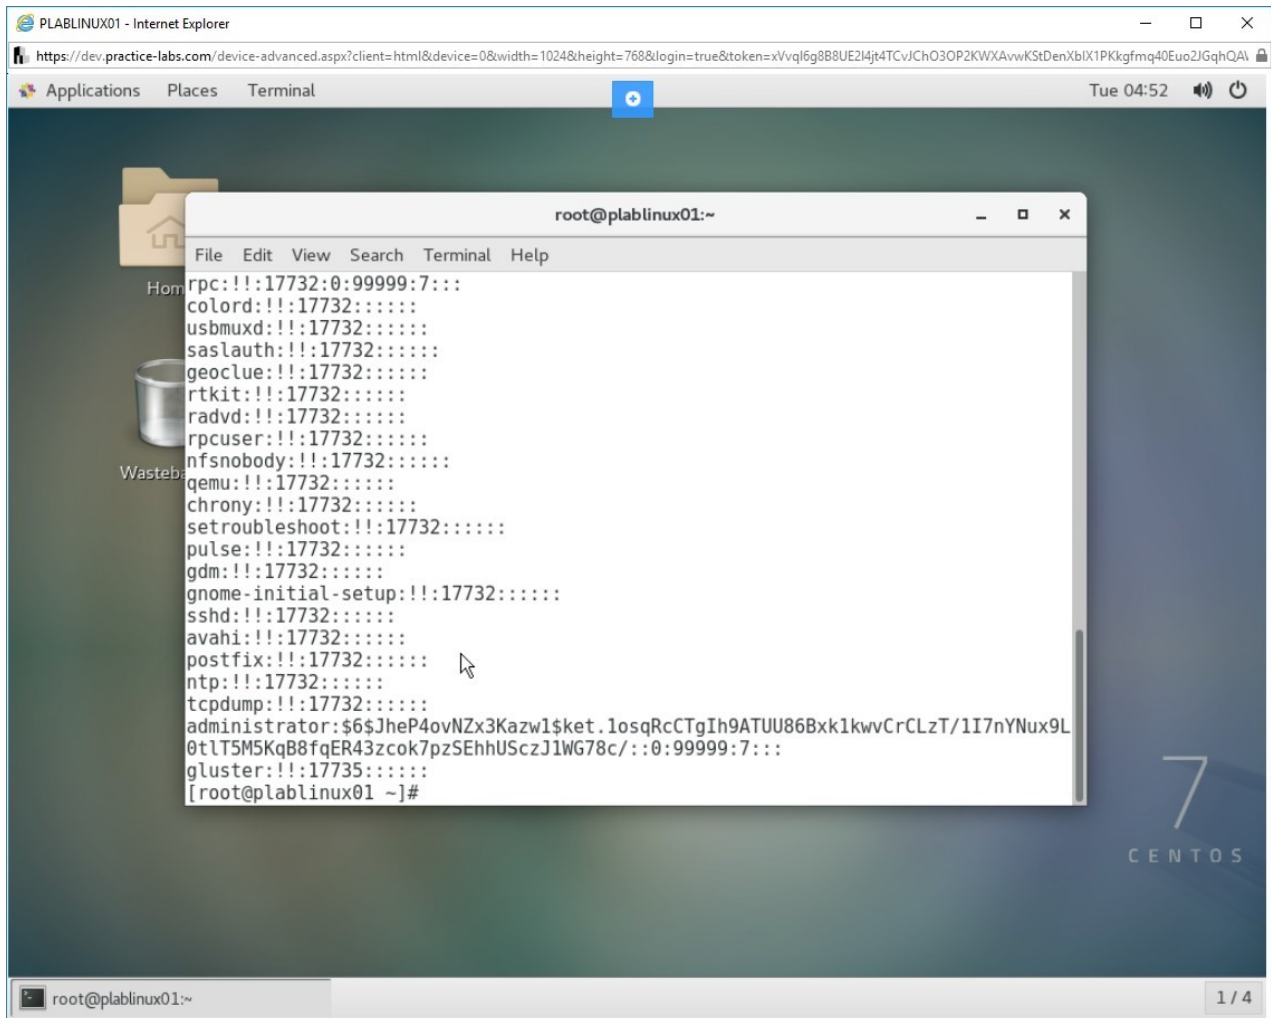 PLABLINUX01 - Internet Explorer
https://dev.practice-labs.com/device-advanced.aspx?client=html&device=0&width=1024&height=768&login=true&token=xVvqI6g8B8UE2I4jt4TCvJChO3OP2KWXAvwKStDenXbIX1PKkgfmq40Euo2JGqhQA\
Applications Places Terminal Tue 04:52
Home
Wasteba
root@plablinux01:~
File Edit View Search Terminal Help
rpc:!!:17732:0:99999:7:::
colord:!!:17732::::::
usbmuxd:!!:17732::::::
saslauth:!!:17732::::::
geoclue:!!:17732::::::
rtkit:!!:17732::::::
radvd:!!:17732::::::
rpcuser:!!:17732::::::
nfsnobody:!!:17732::::::
qemu:!!:17732::::::
chrony:!!:17732::::::
setroubleshoot:!!:17732::::::
pulse:!!:17732::::::
gdm:!!:17732::::::
gnome-initial-setup:!!:17732::::::
sshd:!!:17732::::::
avahi:!!:17732::::::
postfix:!!:17732::::::
ntp:!!:17732::::::
tcpdump:!!:17732::::::
administrator:$6$JheP4ovNZx3Kazw1$ket.1osqRcCTgIh9ATUU86Bxk1kwvCrCLzT/1I7nYNux9L
0tlT5M5KqB8fqER43zcok7pzSEhhUSczJ1WG78c/::0:99999:7:::
gluster:!!:17735::::::
[root@plablinux01 ~]#
7
CENTOS
root@plablinux01:~
1 / 4